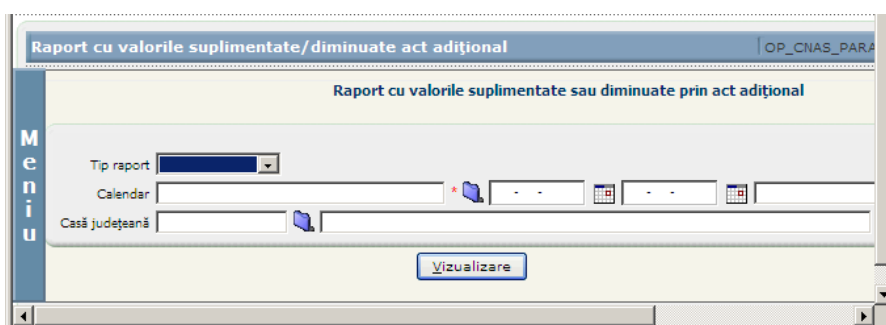 Raport cu valorile suplimentate/diminuate act adiţional OP_CNAS_PARA
Raport cu valorile suplimentate sau diminuate prin act adiţional
Meniu
Tip raport
Calendar * - - - -
Casă judeţeană
Vizualizare